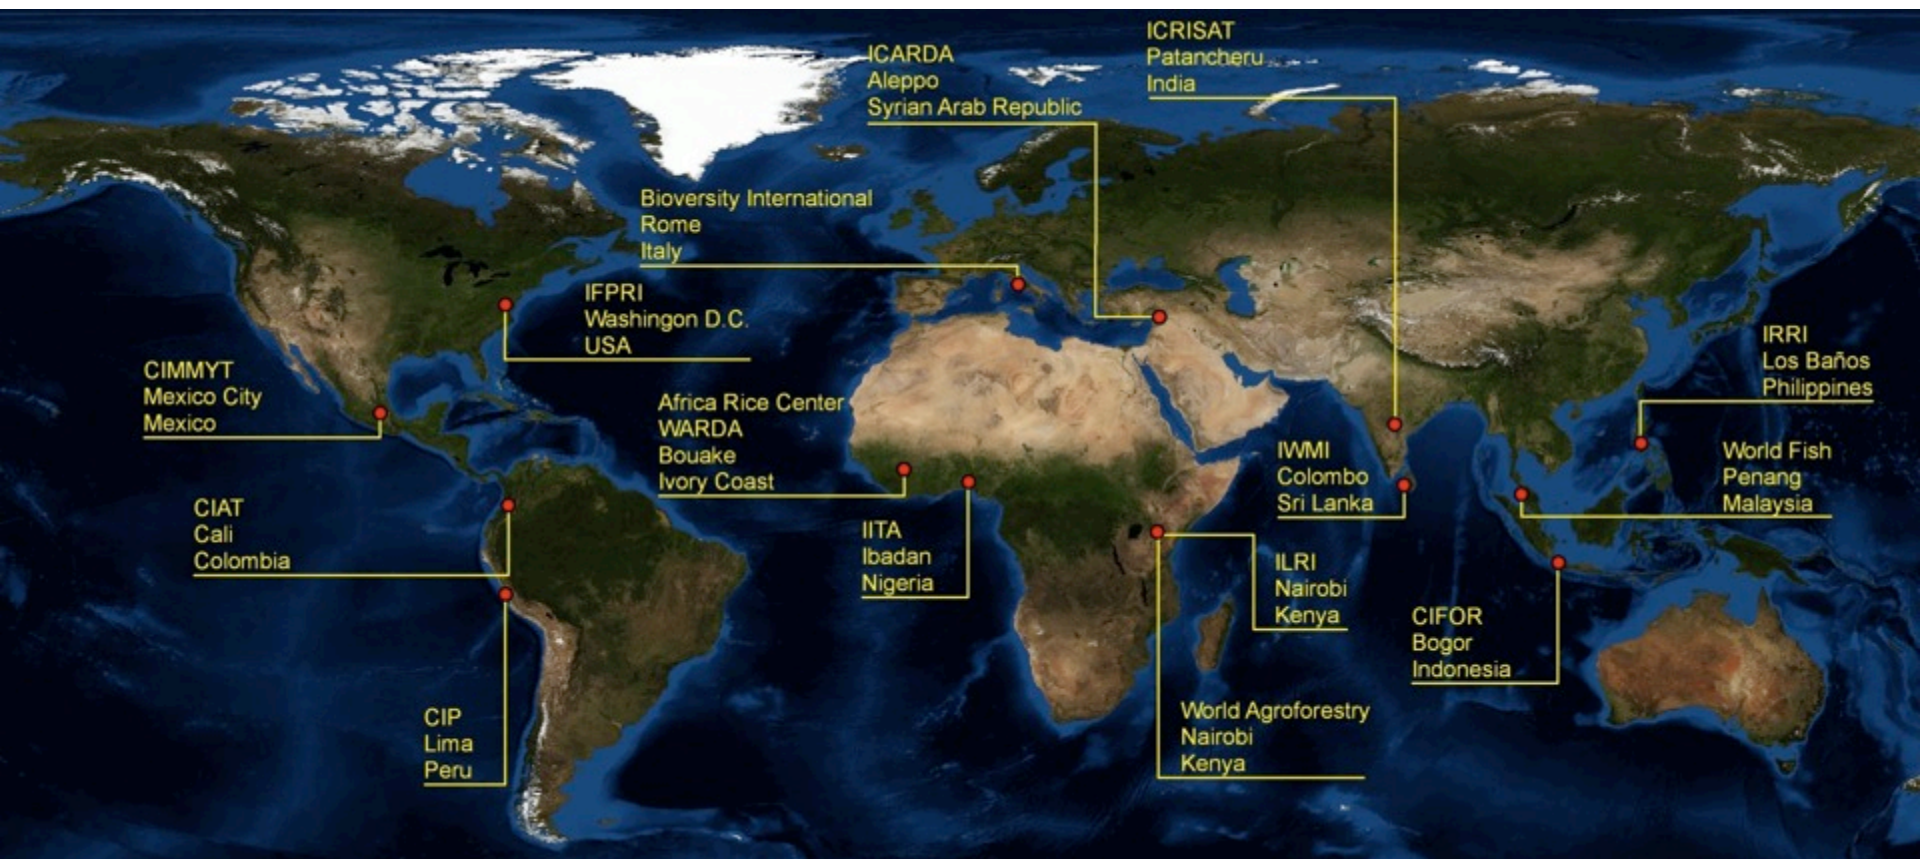 ICRISAT
Patancheru
India
ICARDA
Aleppo
Syrian Arab Republic
Bioversity International
Rome
Italy
IFPRI
Washingon D.C.
USA
IRRI
Los Baños
Philippines
CIMMYT
Mexico City
Mexico
Africa Rice Center
WARDA
Bouake
Ivory Coast
IWMI
Colombo
Sri Lanka
World Fish
Penang
Malaysia
CIAT
Cali
Colombia
IITA
Ibadan
Nigeria
ILRI
Nairobi
Kenya
CIFOR
Bogor
Indonesia
CIP
Lima
Peru
World Agroforestry
Nairobi
Kenya